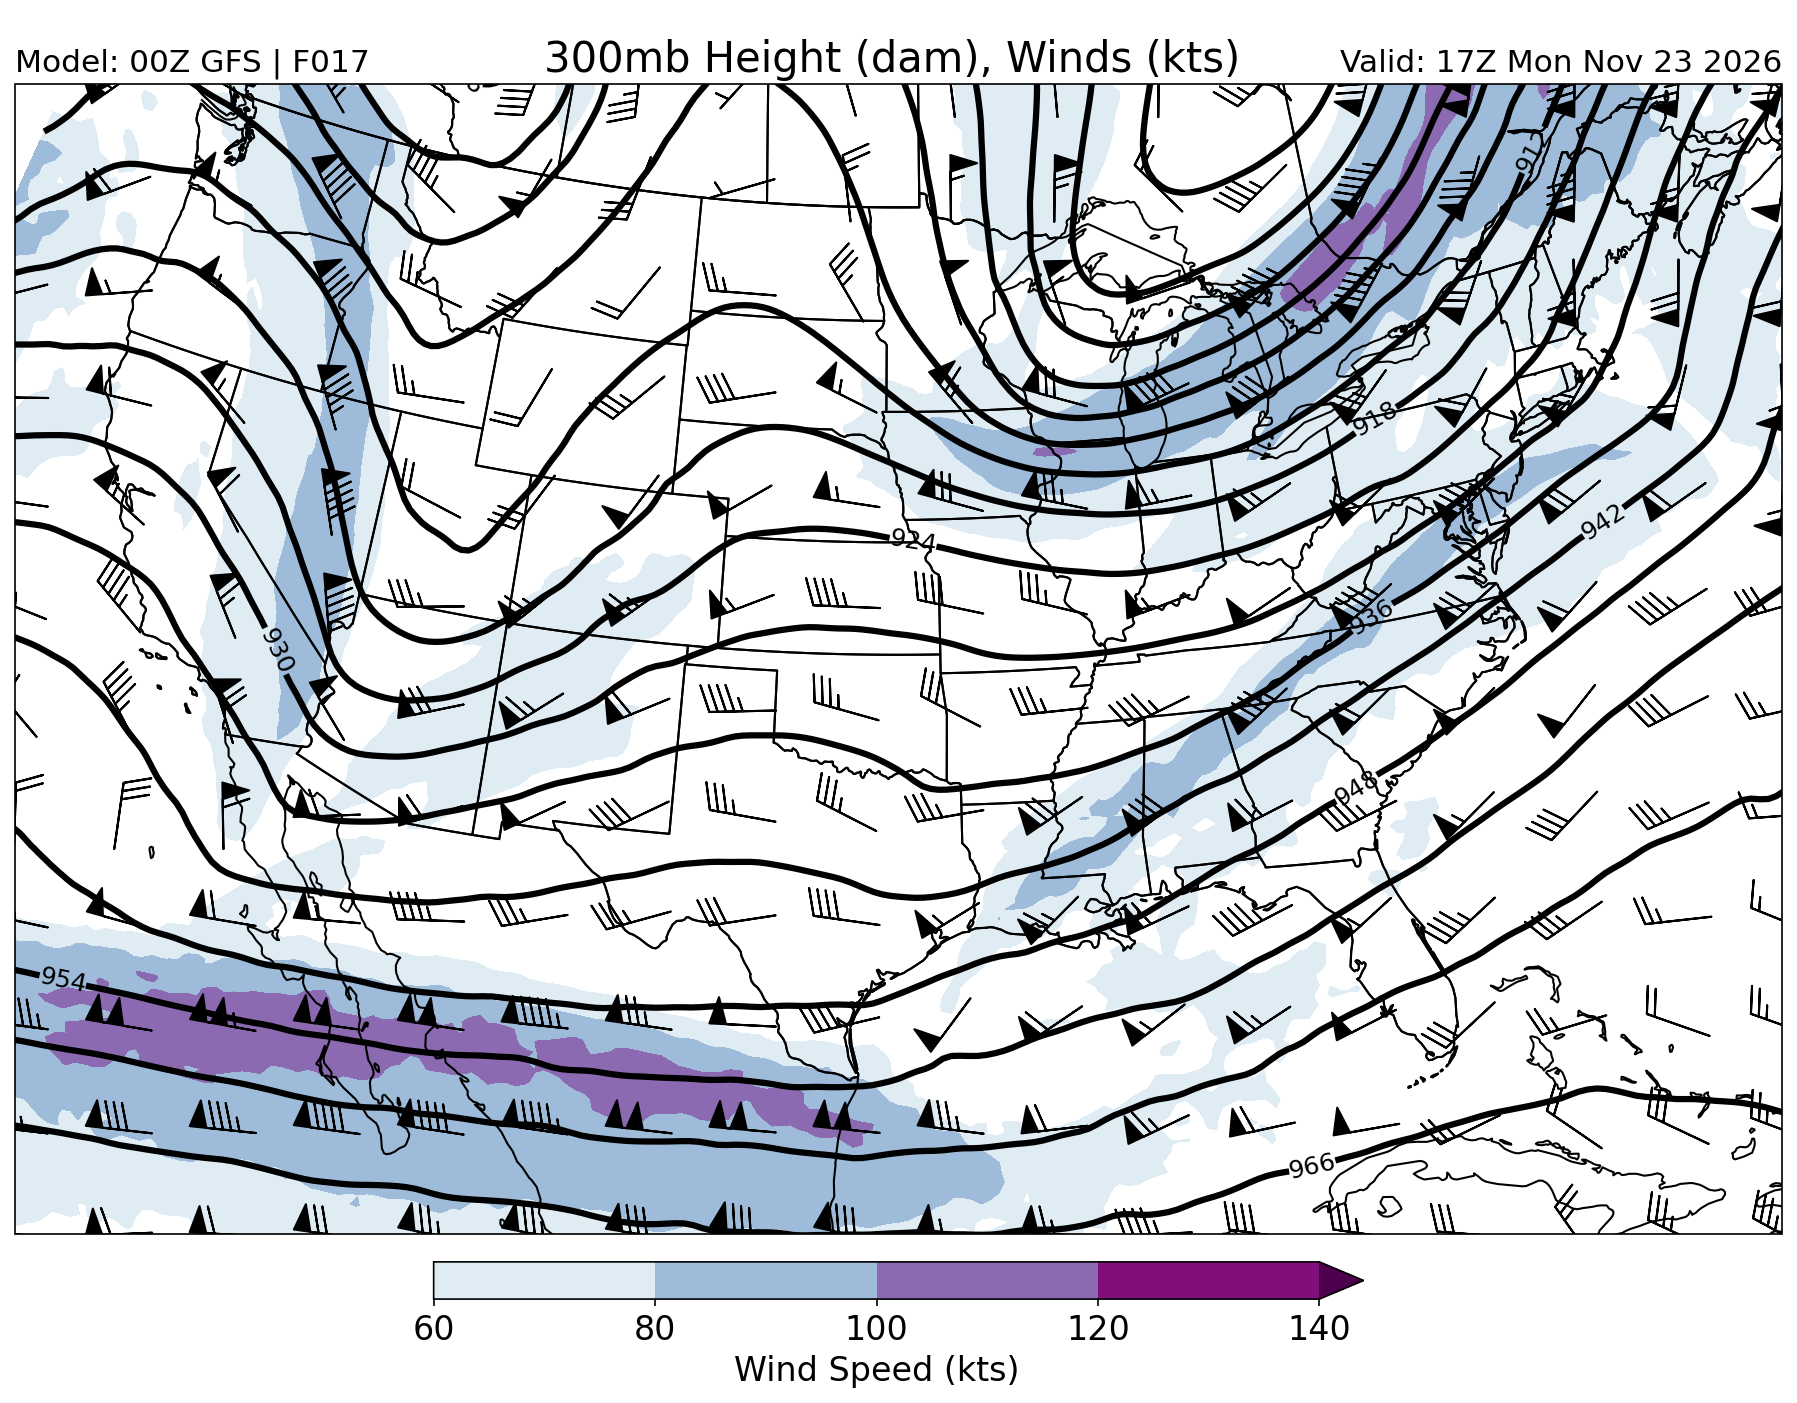 Model: 00Z GFS | F017
300mb Height (dam), Winds (kts)
Valid: 17Z Mon Nov 23 2026
918
924
942
936
930
948
954
966
60 80 100 120 140
Wind Speed (kts)